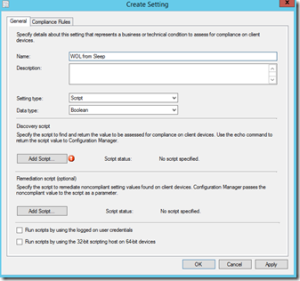 Create Setting
General
Compliance Rules
Specify details about this setting that represents a business or technical condition to assess for compliance on client
devices.
Name:
WOL from Sleep
Description:
Setting type:
Script
Data type:
Boolean
Discovery script
Specify the script to find and return the value to be assessed for compliance on client devices. Use the echo command to
return the script value to Configuration Manager.
Add Script...
Script status:
No script specified.
Remediation script (optional)
Specify the script to remediate noncompliant setting values found on client devices. Configuration Manager passes the
noncompliant value to the script as a parameter.
Add Script...
Script status:
No script specified.
Run scripts by using the logged on user credentials
Run scripts by using the 32-bit scripting host on 64-bit devices
OK
Cancel
Apply